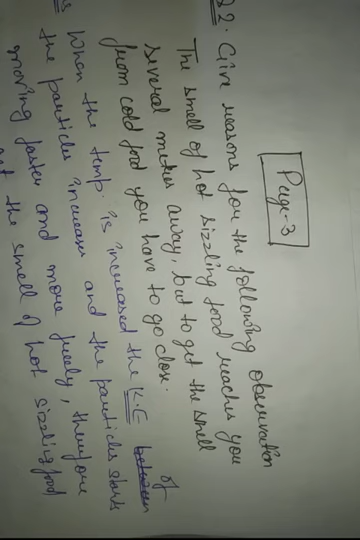 Page-3
Q2. Give reasons for the following observation
The smell of hot sizzling food reaches you
several metres away, but to get the smell
from cold food you have to go close.
When the temp. is increased the K.E of
the particles increases and the particles starts
moving faster and more freely, therefore
get the smell of hot sizzling food